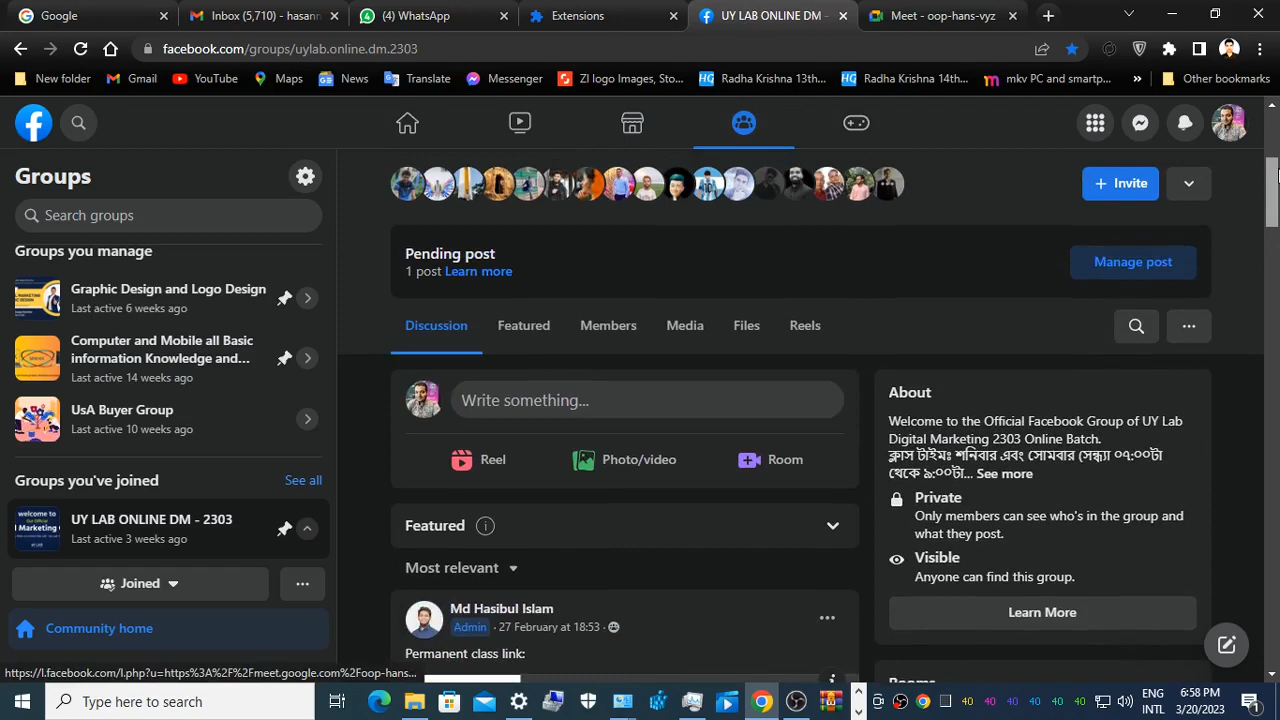 Google
Inbox (5,710) - hasann
(4) WhatsApp
Extensions
UY LAB ONLINE DM -
Meet - oop-hans-vyz
facebook.com/groups/uylab.online.dm.2303
New folder
Gmail
YouTube
Maps
News
Translate
Messenger
ZI logo Images, Sto...
Radha Krishna 13th...
Radha Krishna 14th...
mkv PC and smartp...
»
Other bookmarks
Groups
Search groups
Groups you manage
Graphic Design and Logo Design
Last active 6 weeks ago
Computer and Mobile all Basic
information Knowledge and...
Last active 14 weeks ago
UsA Buyer Group
Last active 10 weeks ago
Groups you've joined
See all
welcome to
UY LAB ONLINE DM - 2303
Last active 3 weeks ago
Joined
Community home
+ Invite
Pending post
1 post Learn more
Manage post
Discussion
Featured
Members
Media
Files
Reels
Write something...
Reel
Photo/video
Room
Featured
Most relevant
Md Hasibul Islam
Admin · 27 February at 18:53 ·
Permanent class link:
About
Welcome to the Official Facebook Group of UY Lab
Digital Marketing 2303 Online Batch.
ক্লাস টাইমঃ শনিবার এবং সোমবার (সেন্ধ্যা ০৭:০০টা
থেকে ৯:০০টা... See more
Private
Only members can see who's in the group and
what they post.
Visible
Anyone can find this group.
Learn More
Rooms
https://l.facebook.com/l.php?u=https%3A%2F%2Fmeet.google.com%2Foop-hans...
Type here to search
40
40
40
40
40
ENG
INTL
6:58 PM
3/20/2023
1